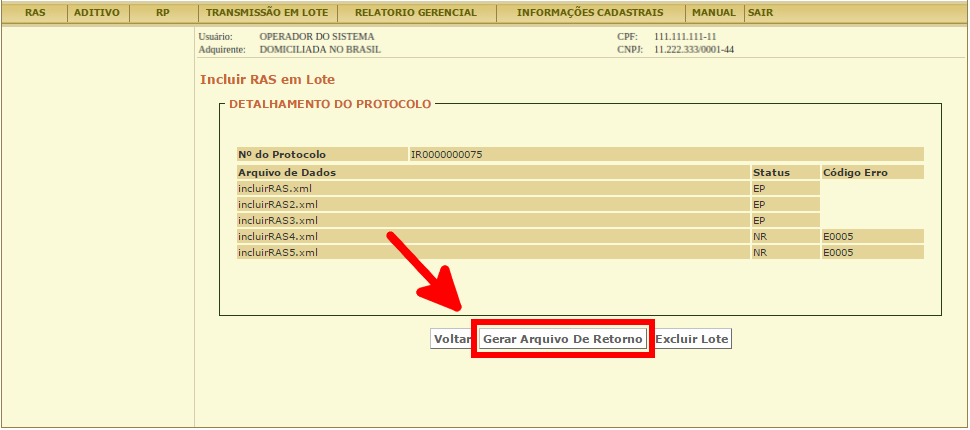 RAS ADITIVO RP TRANSMISSÃO EM LOTE RELATORIO GERENCIAL INFORMAÇÕES CADASTRAIS MANUAL SAIR
Usuário: OPERADOR DO SISTEMA CPF: 111.111.111-11
Adquirente: DOMICILIADA NO BRASIL CNPJ: 11.222.333/0001-44
Incluir RAS em Lote
DETALHAMENTO DO PROTOCOLO
Nº do Protocolo IR0000000075
Arquivo de Dados Status Código Erro
incluirRAS.xml EP
incluirRAS2.xml EP
incluirRAS3.xml EP
incluirRAS4.xml NR E0005
incluirRAS5.xml NR E0005
Voltar Gerar Arquivo De Retorno Excluir Lote